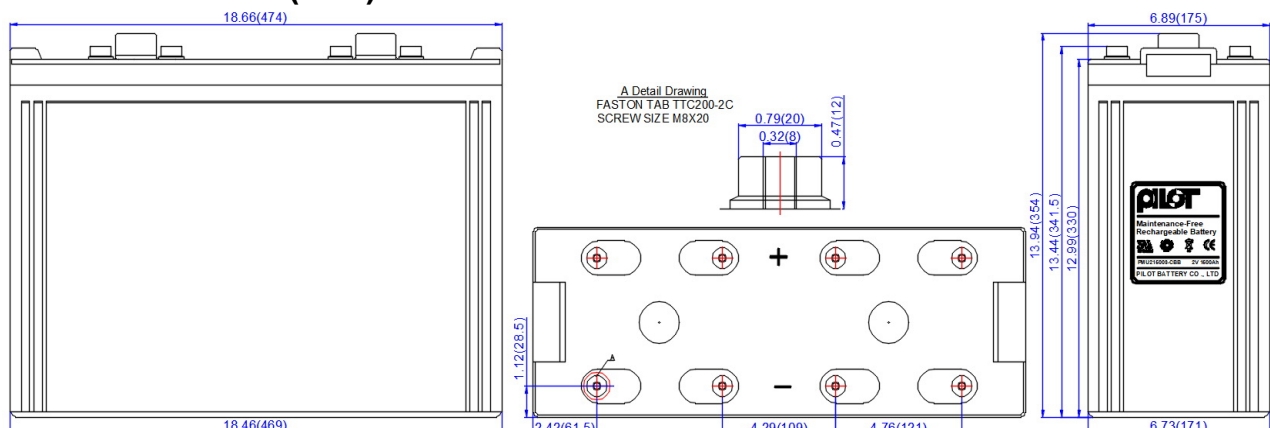 18.66(474)
6.89(175)
A Detail Drawing
FASTON TAB TTC200-2C
SCREW SIZE M8X20
0.79(20)
0.32(8)
0.47(12)
13.94(354)
13.44(341.5)
12.99(330)
PILOT
Maintenance-Free
Rechargeable Battery
CE
2V 1600Ah
PILOT BATTERY CO ., LTD
+
1.12(28.5)
A
−
18.46(469)
2.42(61.5)
4.29(109)
4.76(121)
6.73(171)